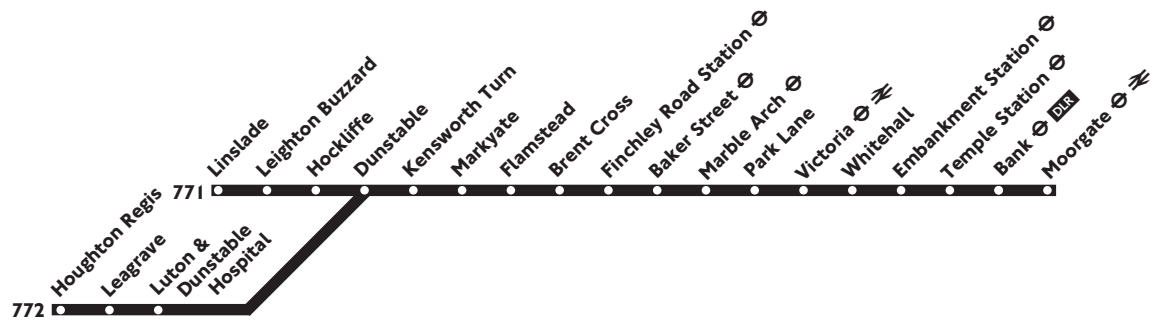 771
Linslade
Leighton Buzzard
Hockliffe
Dunstable
Kensworth Turn
Markyate
Flamstead
Brent Cross
Finchley Road Station
Baker Street
Marble Arch
Park Lane
Victoria
Whitehall
Embankment Station
Temple Station
Bank DLR
Moorgate
772
Houghton Regis
Leagrave
Luton &
Dunstable
Hospital